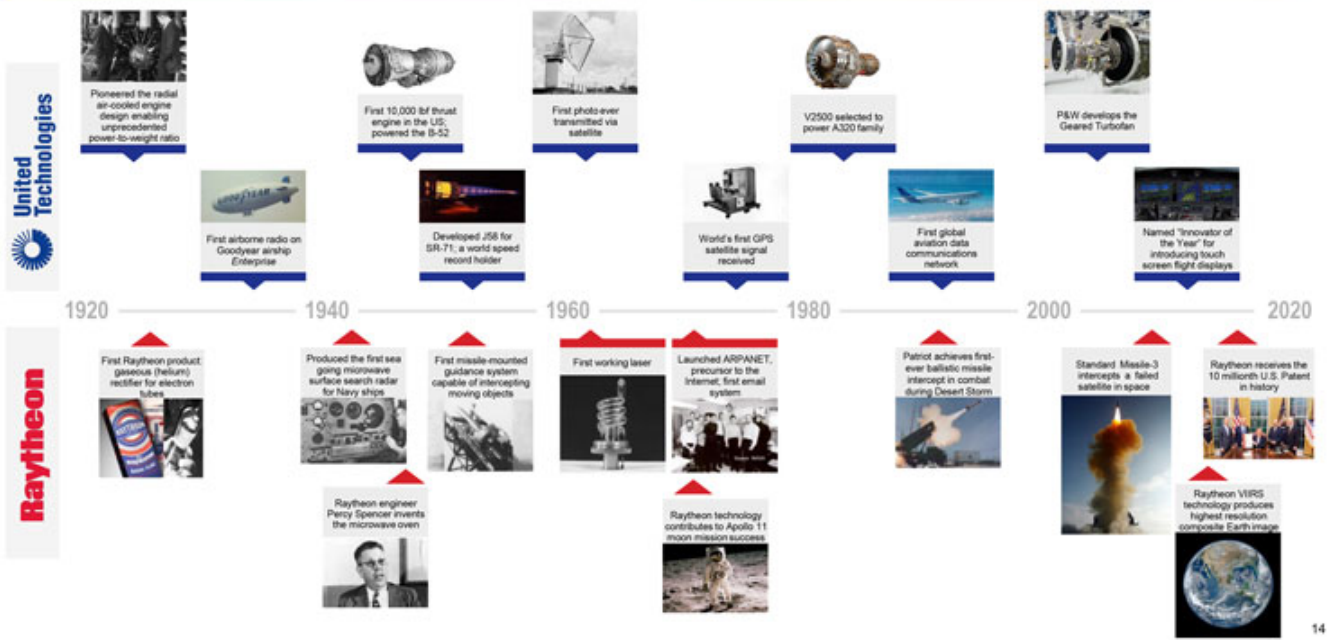 United
Technologies
Pioneered the radial
air-cooled engine
design enabling
unprecedented
power-to-weight ratio
First 10,000 lbf thrust
engine in the US;
powered the B-52
First photo ever
transmitted via
satellite
V2500 selected to
power A320 family
P&W develops the
Geared Turbofan
GOODYEAR
First airborne radio on
Goodyear airship
Enterprise
Developed J58 for
SR-71; a world speed
record holder
World's first GPS
satellite signal
received
First global
aviation data
communications
network
Named "Innovator of
the Year" for
introducing touch
screen flight displays
1920
1940
1960
1980
2000
2020
Raytheon
First Raytheon product:
gaseous (helium)
rectifier for electron
tubes
RAYTHEON
Produced the first sea
going microwave
surface search radar
for Navy ships
First missile-mounted
guidance system
capable of intercepting
moving objects
First working laser
Launched ARPANET,
precursor to the
Internet, first email
system
Patriot achieves first-
ever ballistic missile
intercept in combat
during Desert Storm
Standard Missile-3
intercepts a failed
satellite in space
Raytheon receives the
10 millionth U.S. Patent
in history
Raytheon engineer
Percy Spencer invents
the microwave oven
Raytheon technology
contributes to Apollo 11
moon mission success
Raytheon VIIRS
technology produces
highest resolution
composite Earth image
14